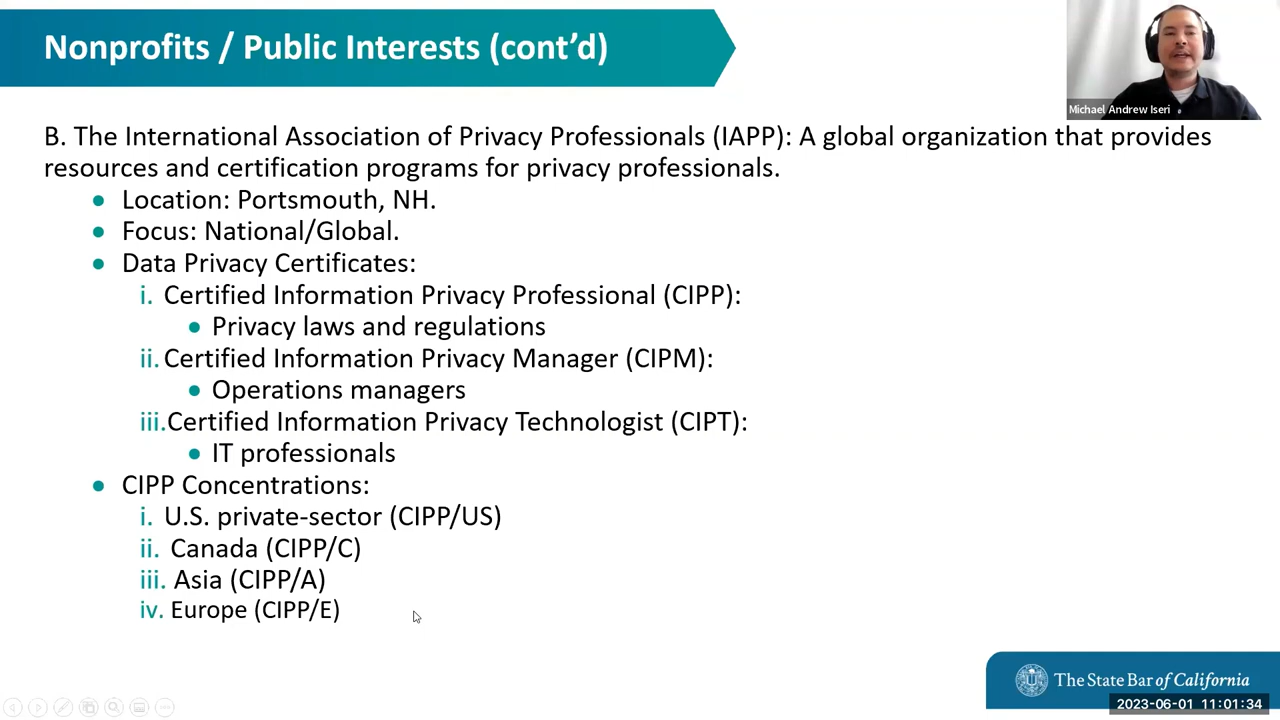 Nonprofits / Public Interests (cont’d)
Michael Andrew Iseri
B. The International Association of Privacy Professionals (IAPP): A global organization that provides
resources and certification programs for privacy professionals.
● Location: Portsmouth, NH.
● Focus: National/Global.
● Data Privacy Certificates:
i. Certified Information Privacy Professional (CIPP):
● Privacy laws and regulations
ii. Certified Information Privacy Manager (CIPM):
● Operations managers
iii.Certified Information Privacy Technologist (CIPT):
● IT professionals
● CIPP Concentrations:
i. U.S. private-sector (CIPP/US)
ii. Canada (CIPP/C)
iii. Asia (CIPP/A)
iv. Europe (CIPP/E)
The State Bar of California
2023-06-01 11:01:34